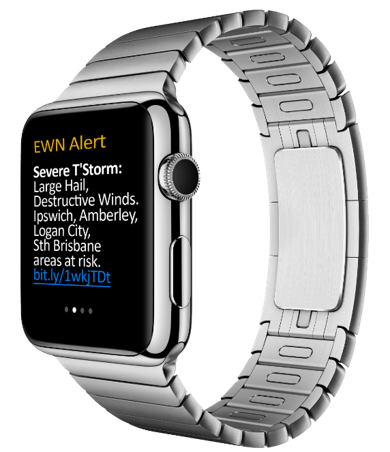 EWN Alert
Severe T'Storm:
Large Hail,
Destructive Winds.
Ipswich, Amberley,
Logan City,
Sth Brisbane
areas at risk.
bit.ly/1wkjTDt